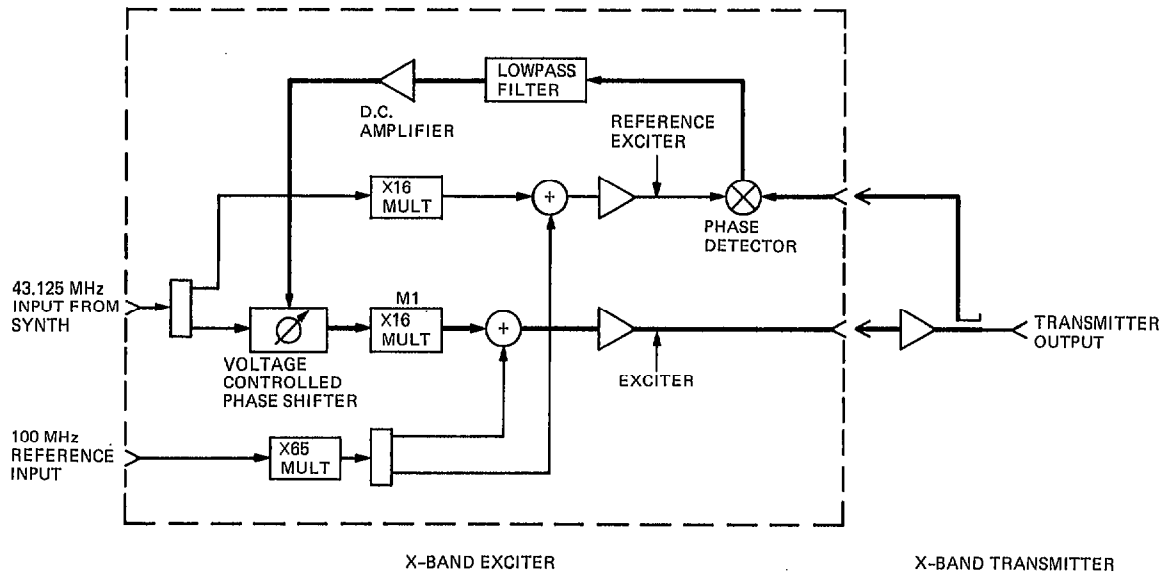 LOWPASS
FILTER
D.C.
AMPLIFIER
REFERENCE
EXCITER
X16
MULT
+
PHASE
DETECTOR
43.125 MHz
INPUT FROM
SYNTH
M1
X16
MULT
+
VOLTAGE
CONTROLLED
PHASE SHIFTER
EXCITER
TRANSMITTER
OUTPUT
100 MHz
REFERENCE
INPUT
X65
MULT
X-BAND EXCITER
X-BAND TRANSMITTER